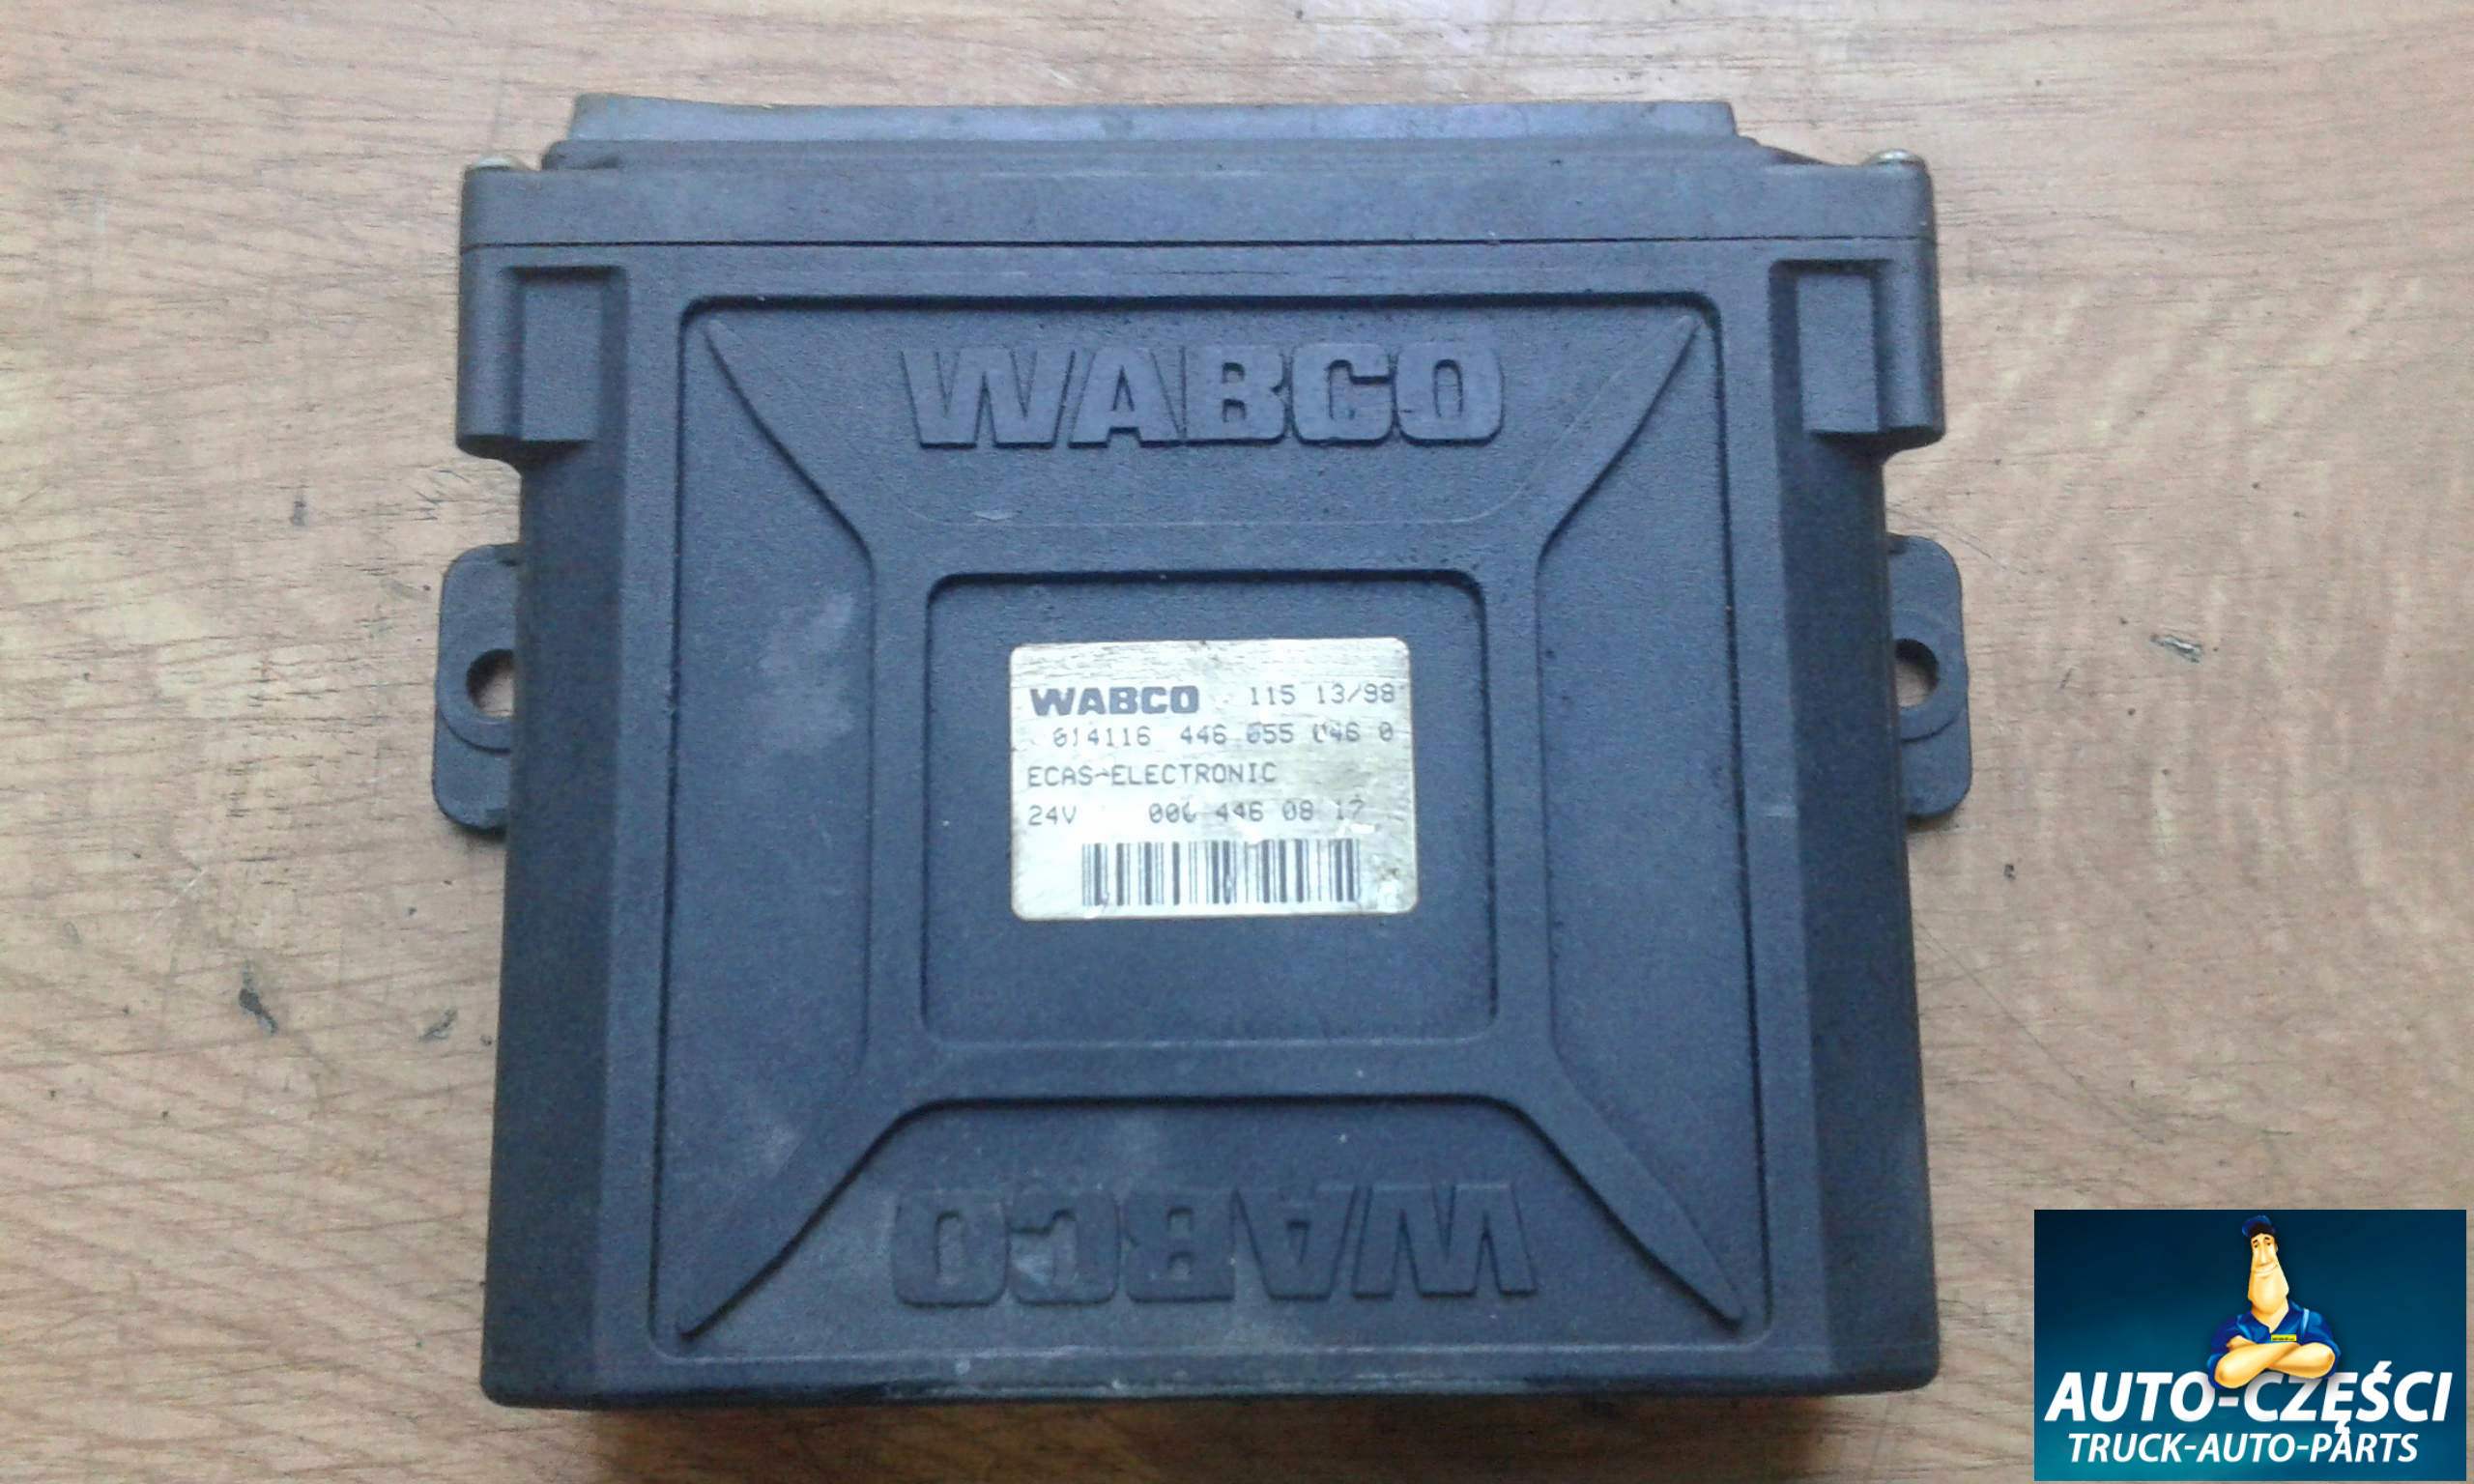 WABCO
WABCO 115 13/98
014116 446 055 046 0
ECAS-ELECTRONIC
24V 006 446 08 17
WABCO
AUTO-CZĘŚCI
TRUCK-AUTO-PARTS